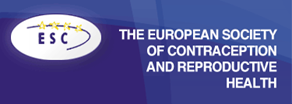 ESC
THE EUROPEAN SOCIETY
OF CONTRACEPTION
AND REPRODUCTIVE
HEALTH